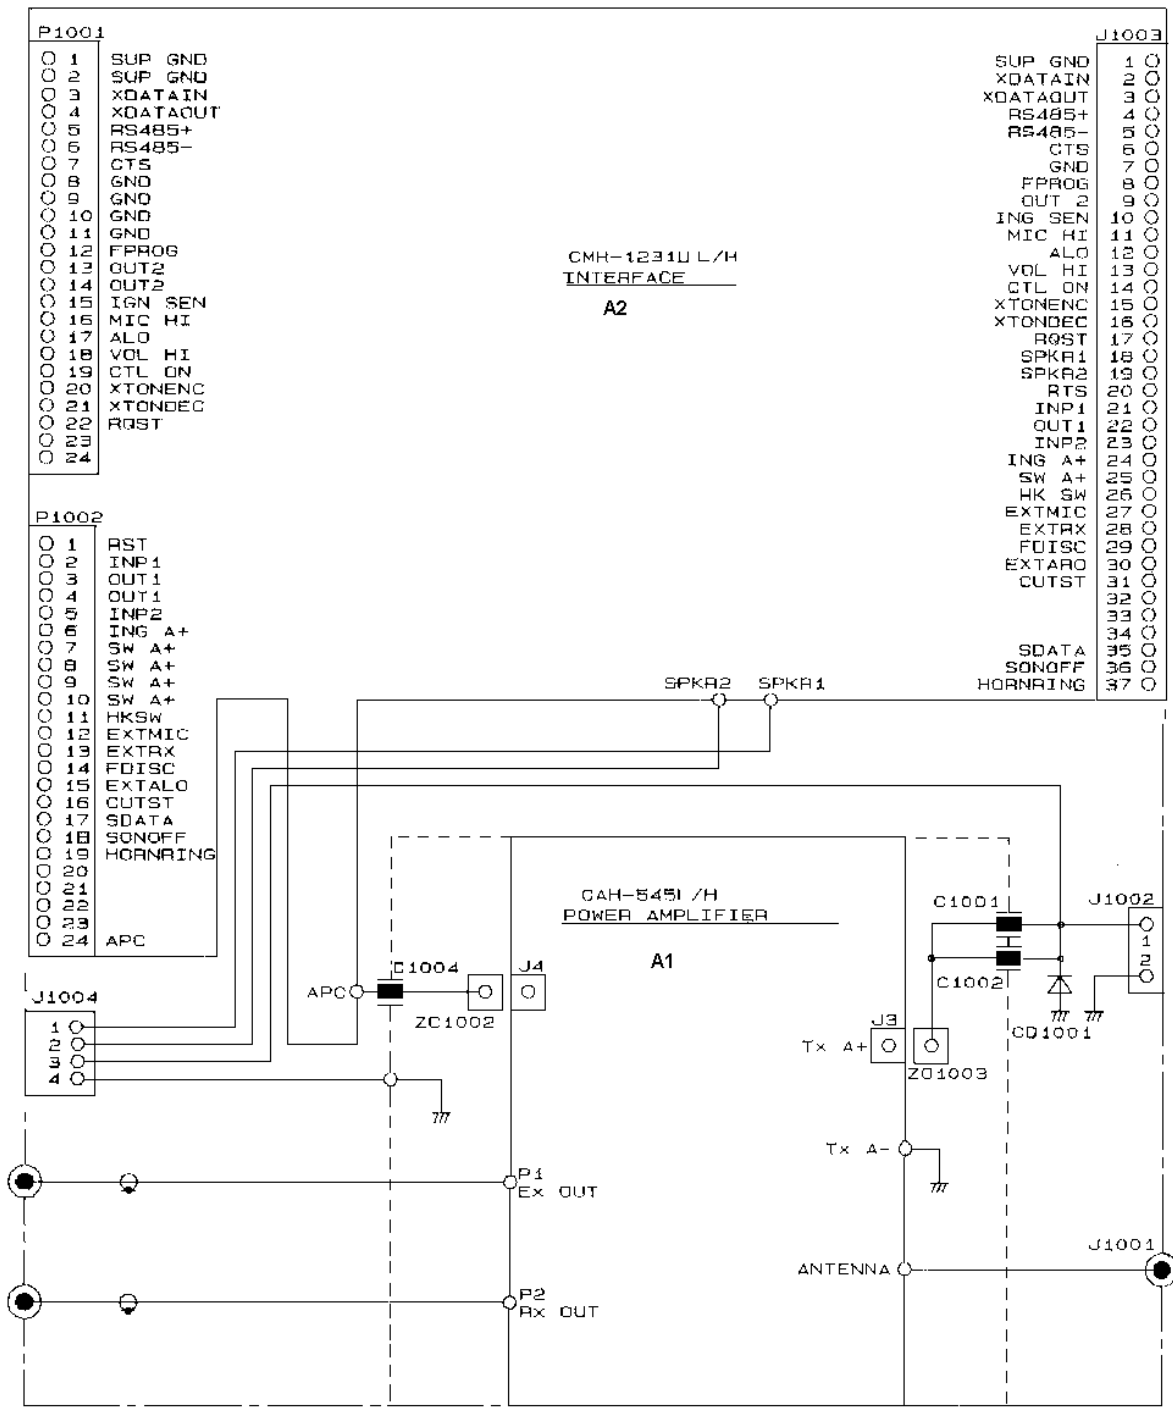 P1001
1 SUP GND
2 SUP GND
3 XDATAIN
4 XDATAOUT
5 RS485+
6 RS485-
7 CTS
8 GND
9 GND
10 GND
11 GND
12 FPROG
13 OUT2
14 OUT2
15 IGN SEN
16 MIC HI
17 ALO
18 VOL HI
19 CTL ON
20 XTONENC
21 XTONDEC
22 RQST
23
24
P1002
1 RST
2 INP1
3 OUT1
4 OUT1
5 INP2
6 ING A+
7 SW A+
8 SW A+
9 SW A+
10 SW A+
11 HKSW
12 EXTMIC
13 EXTRX
14 FDISC
15 EXTALO
16 CUTST
17 SDATA
18 SONOFF
19 HORNRING
20
21
22
23
24 APC
J1004
1
2
3
4
CMH-1231U L/H
INTERFACE
A2
J1003
SUP GND 1
XDATAIN 2
XDATAOUT 3
RS485+ 4
RS485- 5
CTS 6
GND 7
FPROG 8
OUT 2 9
ING SEN 10
MIC HI 11
ALO 12
VOL HI 13
CTL ON 14
XTONENC 15
XTONDEC 16
RQST 17
SPKR1 18
SPKR2 19
RTS 20
INP1 21
OUT1 22
INP2 23
ING A+ 24
SW A+ 25
HK SW 26
EXTMIC 27
EXTRX 28
FDISC 29
EXTARO 30
CUTST 31
32
33
34
SDATA 35
SONOFF 36
HORNRING 37
SPKR2 SPKR1
CAH-545L/H
POWER AMPLIFIER
A1
C1004
APC
ZC1002
J4
C1001
C1002
J1002
1
2
CD1001
J3
Tx A+
ZC1003
Tx A-
P1
Ex OUT
ANTENNA
J1001
P2
Rx OUT